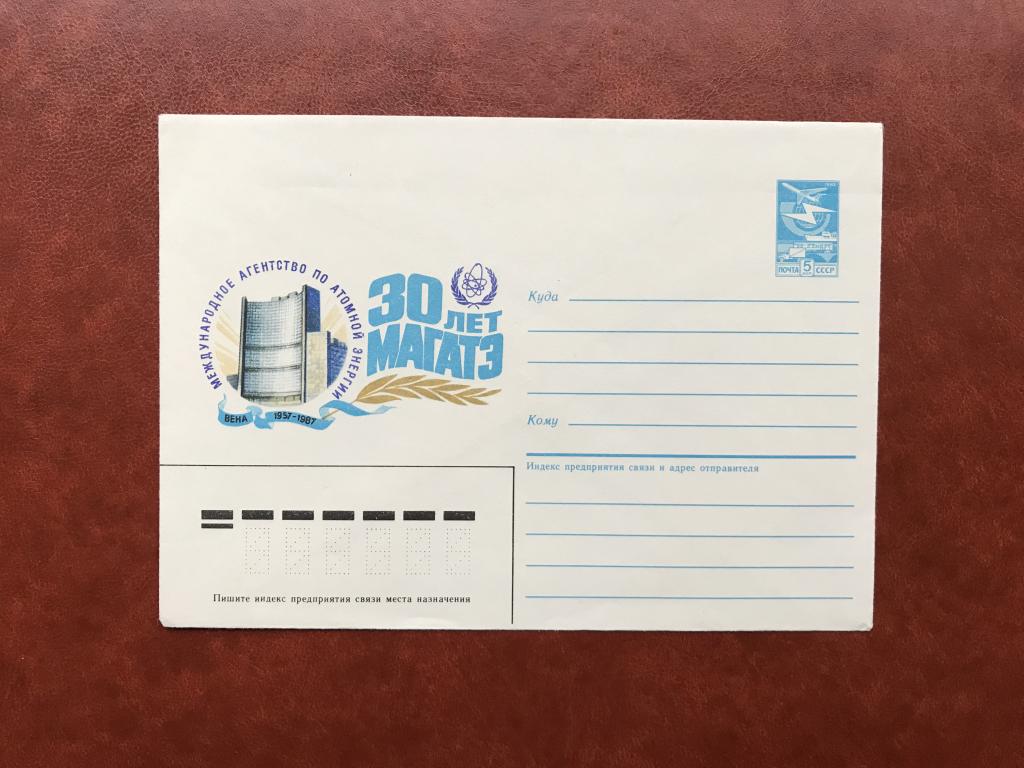 МЕЖДУНАРОДНОЕ АГЕНТСТВО ПО АТОМНОЙ ЭНЕРГИИ
ВЕНА 1957-1987
30 ЛЕТ
МАГАТЭ
ПОЧТА 5 СССР
Куда
Кому
Индекс предприятия связи и адрес отправителя
Пишите индекс предприятия связи места назначения